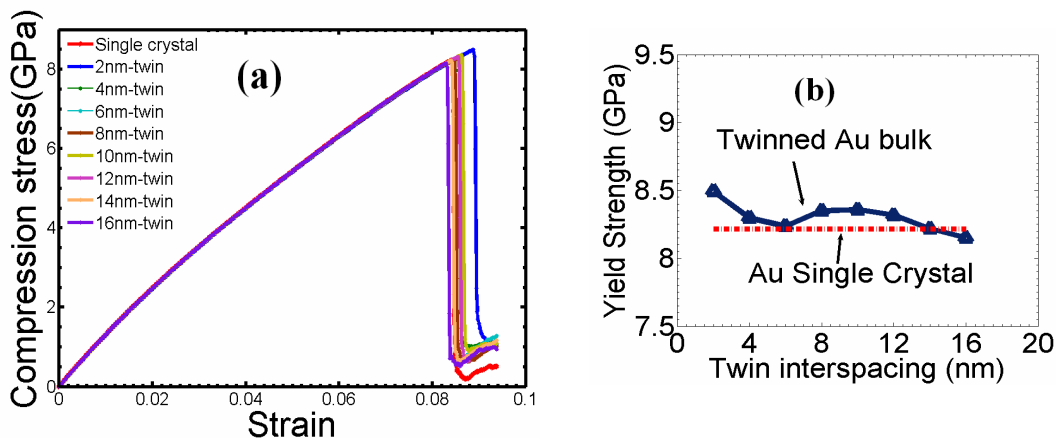 Compression stress(GPa)
8
6
4
2
0
Single crystal
2nm-twin
4nm-twin
6nm-twin
8nm-twin
10nm-twin
12nm-twin
14nm-twin
16nm-twin
(a)
0
0.02
0.04
0.06
0.08
0.1
Strain
Yield Strength (GPa)
9.5
9
8.5
8
7.5
(b)
Twinned Au bulk
Au Single Crystal
0
4
8
12
16
20
Twin interspacing (nm)